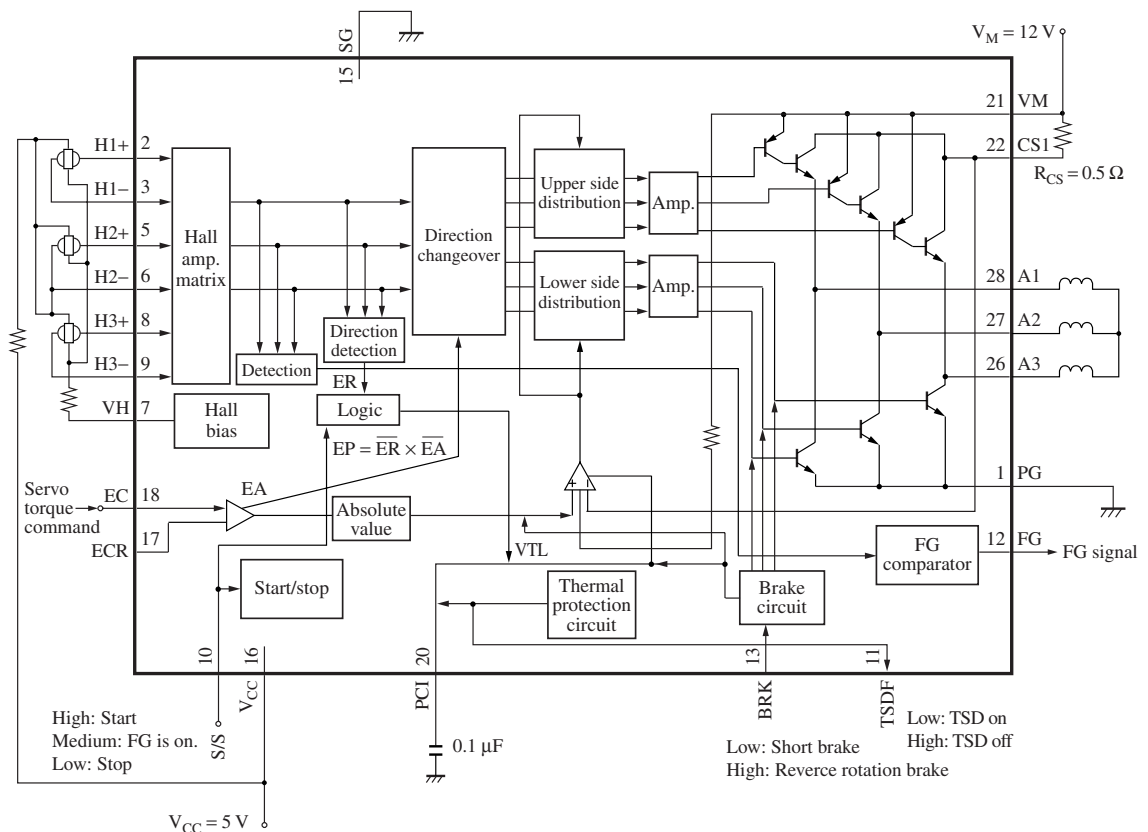 15 SG
V_M = 12 V
21 VM
22 CS1
R_CS = 0.5 Ω
H1+ 2
H1− 3
H2+ 5
H2− 6
H3+ 8
H3− 9
VH 7
Hall
amp.
matrix
Direction
changeover
Upper side
distribution
Amp.
Lower side
distribution
Amp.
28 A1
27 A2
26 A3
Direction
detection
Detection
ER
Logic
Hall
bias
EP = \overline{ER} × \overline{EA}
EA
+ −
Servo
torque
command
EC 18
ECR 17
Absolute
value
VTL
1 PG
12 FG
FG signal
FG
comparator
Start/stop
Thermal
protection
circuit
Brake
circuit
10 S/S
16 V_CC
20 PCI
13 BRK
11 TSDF
High: Start
Medium: FG is on.
Low: Stop
0.1 μF
Low: Short brake
High: Reverce rotation brake
Low: TSD on
High: TSD off
V_CC = 5 V